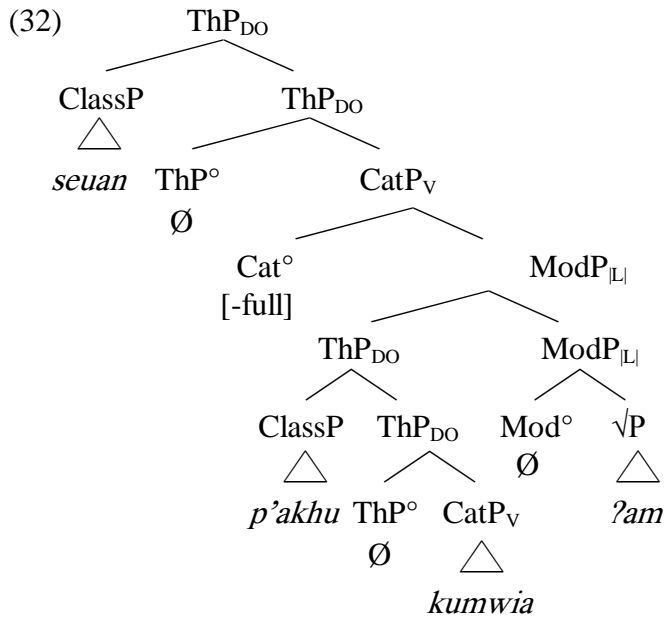 (32) ThP_DO
ClassP ThP_DO
seuan ThP° CatP_V
Ø
Cat° ModP_|L|
[-full]
ThP_DO ModP_|L|
ClassP ThP_DO Mod° √P
Ø
p'akhu ThP° CatP_V ?am
Ø
kumwia